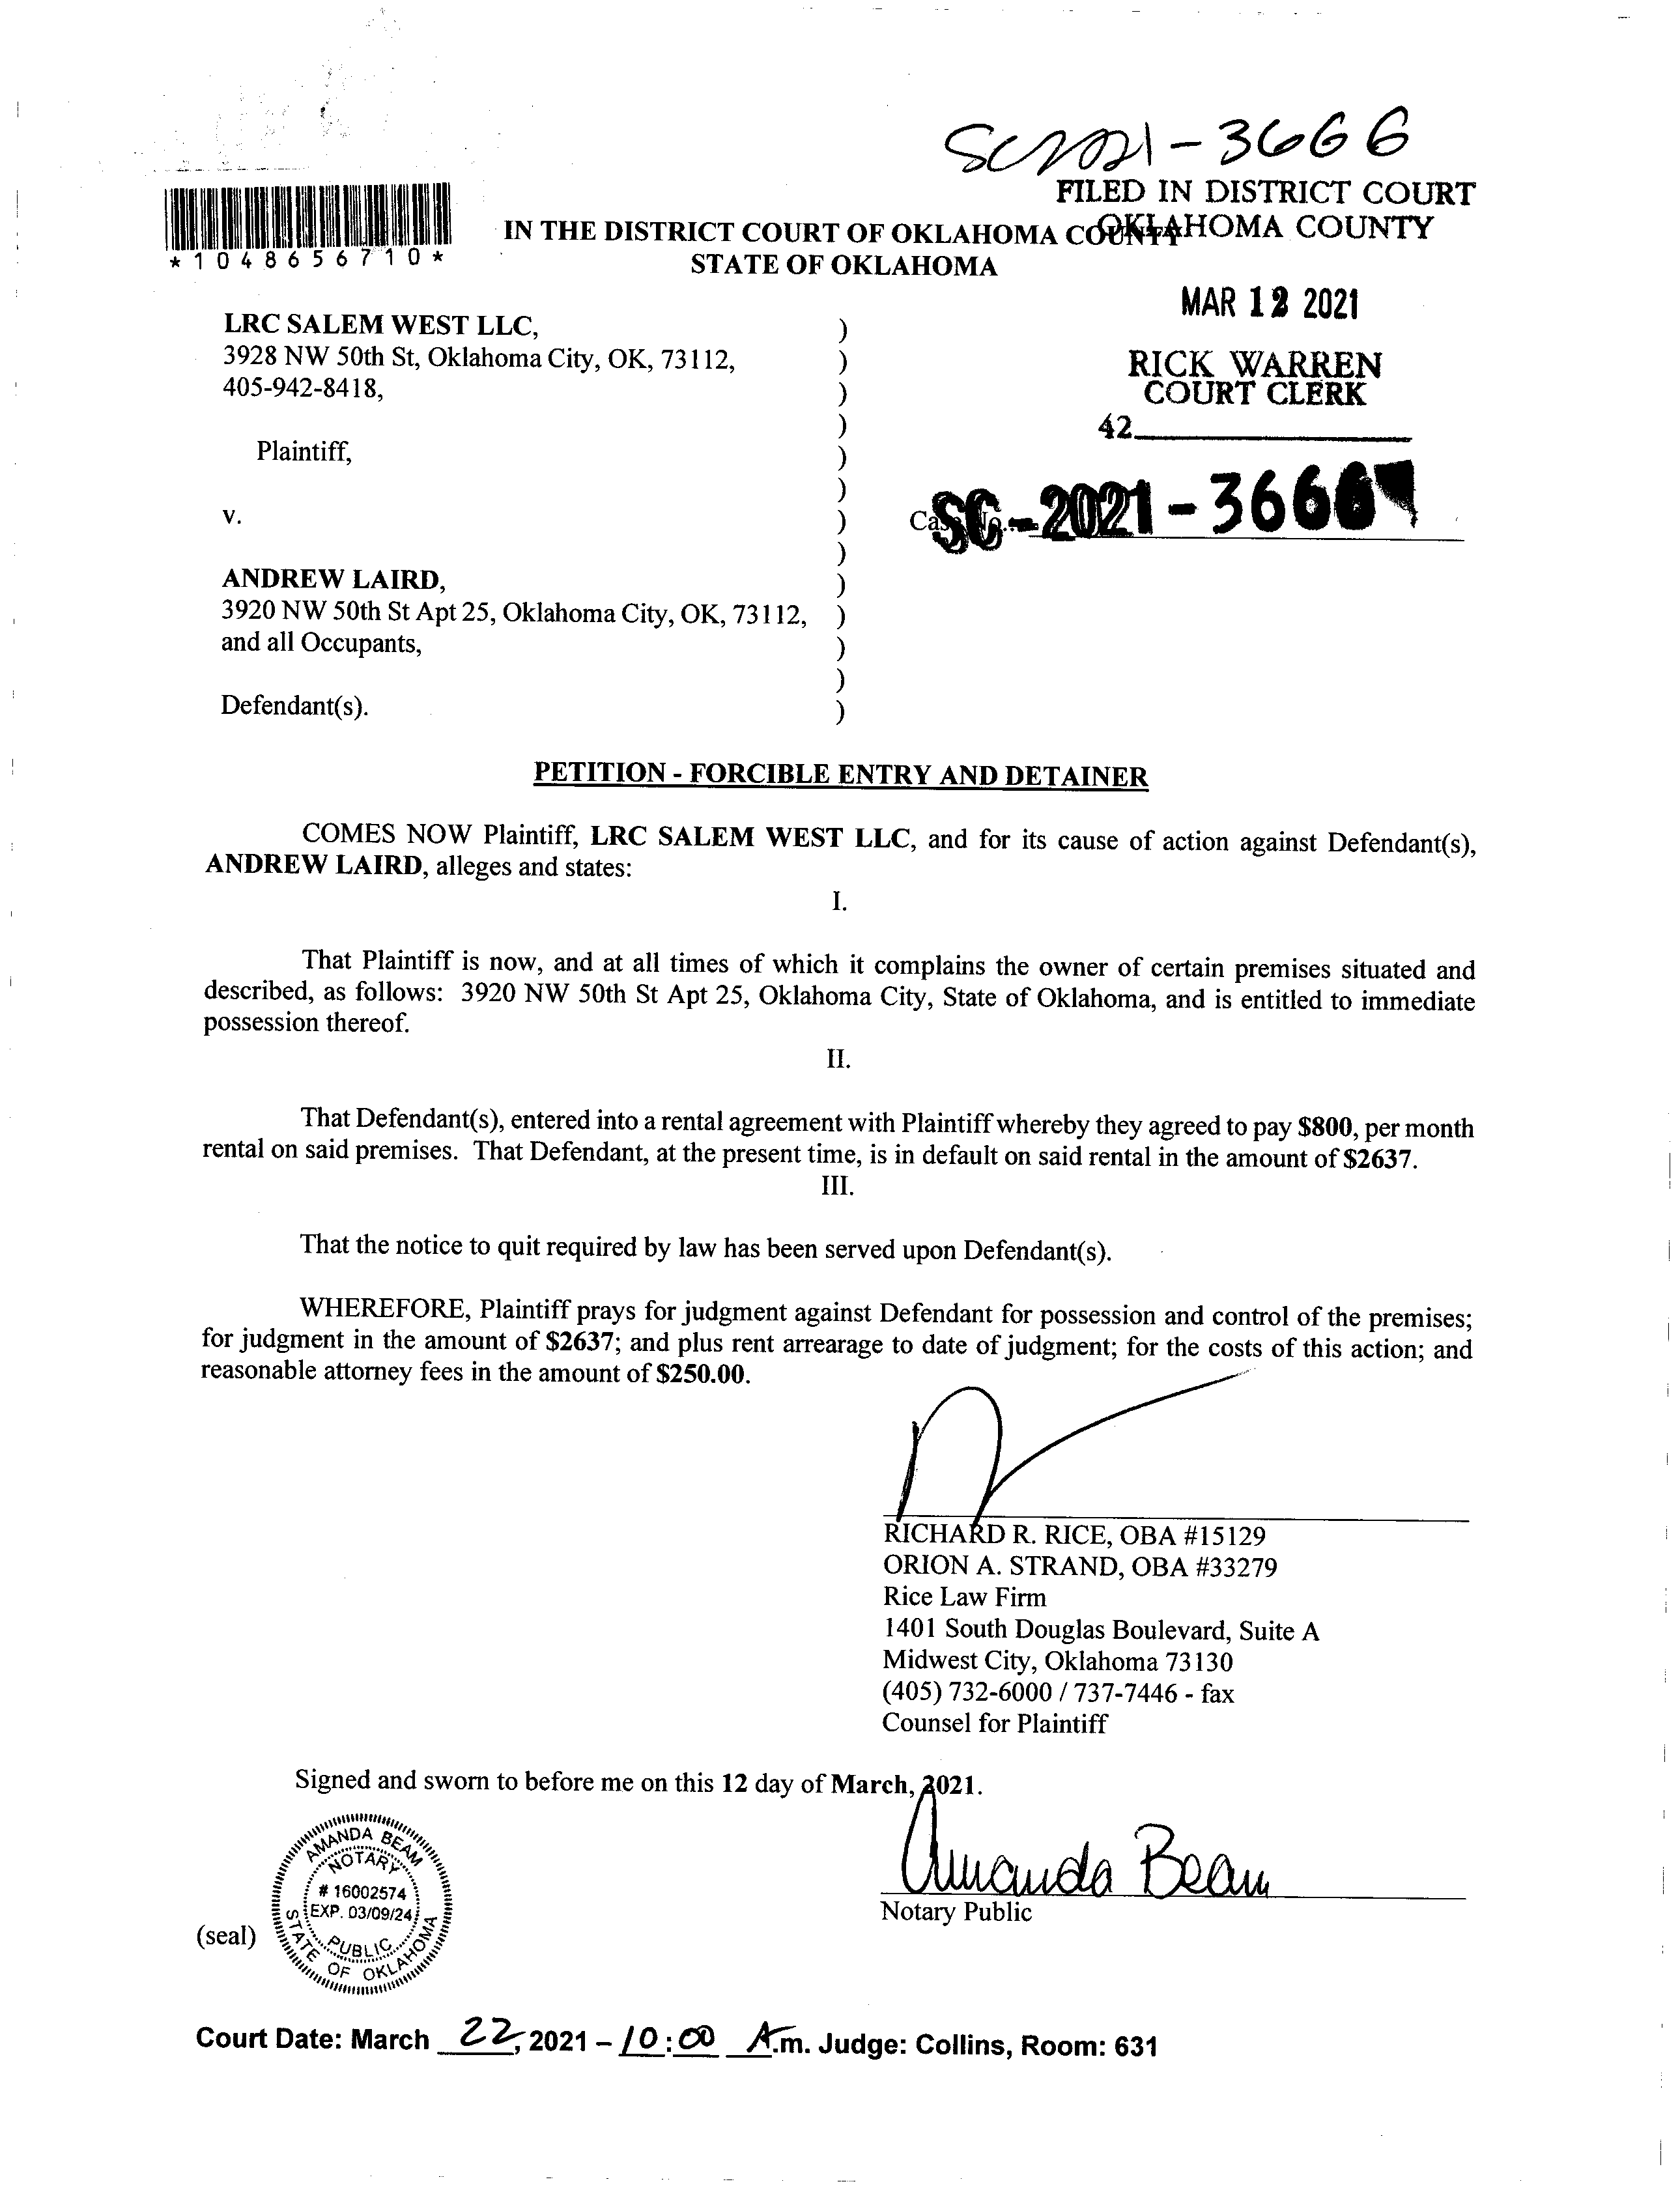 SC2021-3666
FILED IN DISTRICT COURT
OKLAHOMA COUNTY
*1048656710*
IN THE DISTRICT COURT OF OKLAHOMA COUNTY
STATE OF OKLAHOMA
MAR 12 2021
RICK WARREN
COURT CLERK
42
LRC SALEM WEST LLC, )
3928 NW 50th St, Oklahoma City, OK, 73112, )
405-942-8418, )
)
Plaintiff, )
)
v. ) Case No. SC-2021-3666
)
ANDREW LAIRD, )
3920 NW 50th St Apt 25, Oklahoma City, OK, 73112, )
and all Occupants, )
)
Defendant(s). )
PETITION - FORCIBLE ENTRY AND DETAINER
COMES NOW Plaintiff, LRC SALEM WEST LLC, and for its cause of action against Defendant(s),
ANDREW LAIRD, alleges and states:
I.
That Plaintiff is now, and at all times of which it complains the owner of certain premises situated and
described, as follows: 3920 NW 50th St Apt 25, Oklahoma City, State of Oklahoma, and is entitled to immediate
possession thereof.
II.
That Defendant(s), entered into a rental agreement with Plaintiff whereby they agreed to pay $800, per month
rental on said premises. That Defendant, at the present time, is in default on said rental in the amount of $2637.
III.
That the notice to quit required by law has been served upon Defendant(s).
WHEREFORE, Plaintiff prays for judgment against Defendant for possession and control of the premises;
for judgment in the amount of $2637; and plus rent arrearage to date of judgment; for the costs of this action; and
reasonable attorney fees in the amount of $250.00.
RICHARD R. RICE, OBA #15129
ORION A. STRAND, OBA #33279
Rice Law Firm
1401 South Douglas Boulevard, Suite A
Midwest City, Oklahoma 73130
(405) 732-6000 / 737-7446 - fax
Counsel for Plaintiff
Signed and sworn to before me on this 12 day of March, 2021.
AMANDA BEAM
NOTARY
# 16002574
EXP. 03/09/24
PUBLIC
STATE OF OKLAHOMA
Amanda Beam
Notary Public
(seal)
Court Date: March 22, 2021 – 10:00 A.m. Judge: Collins, Room: 631